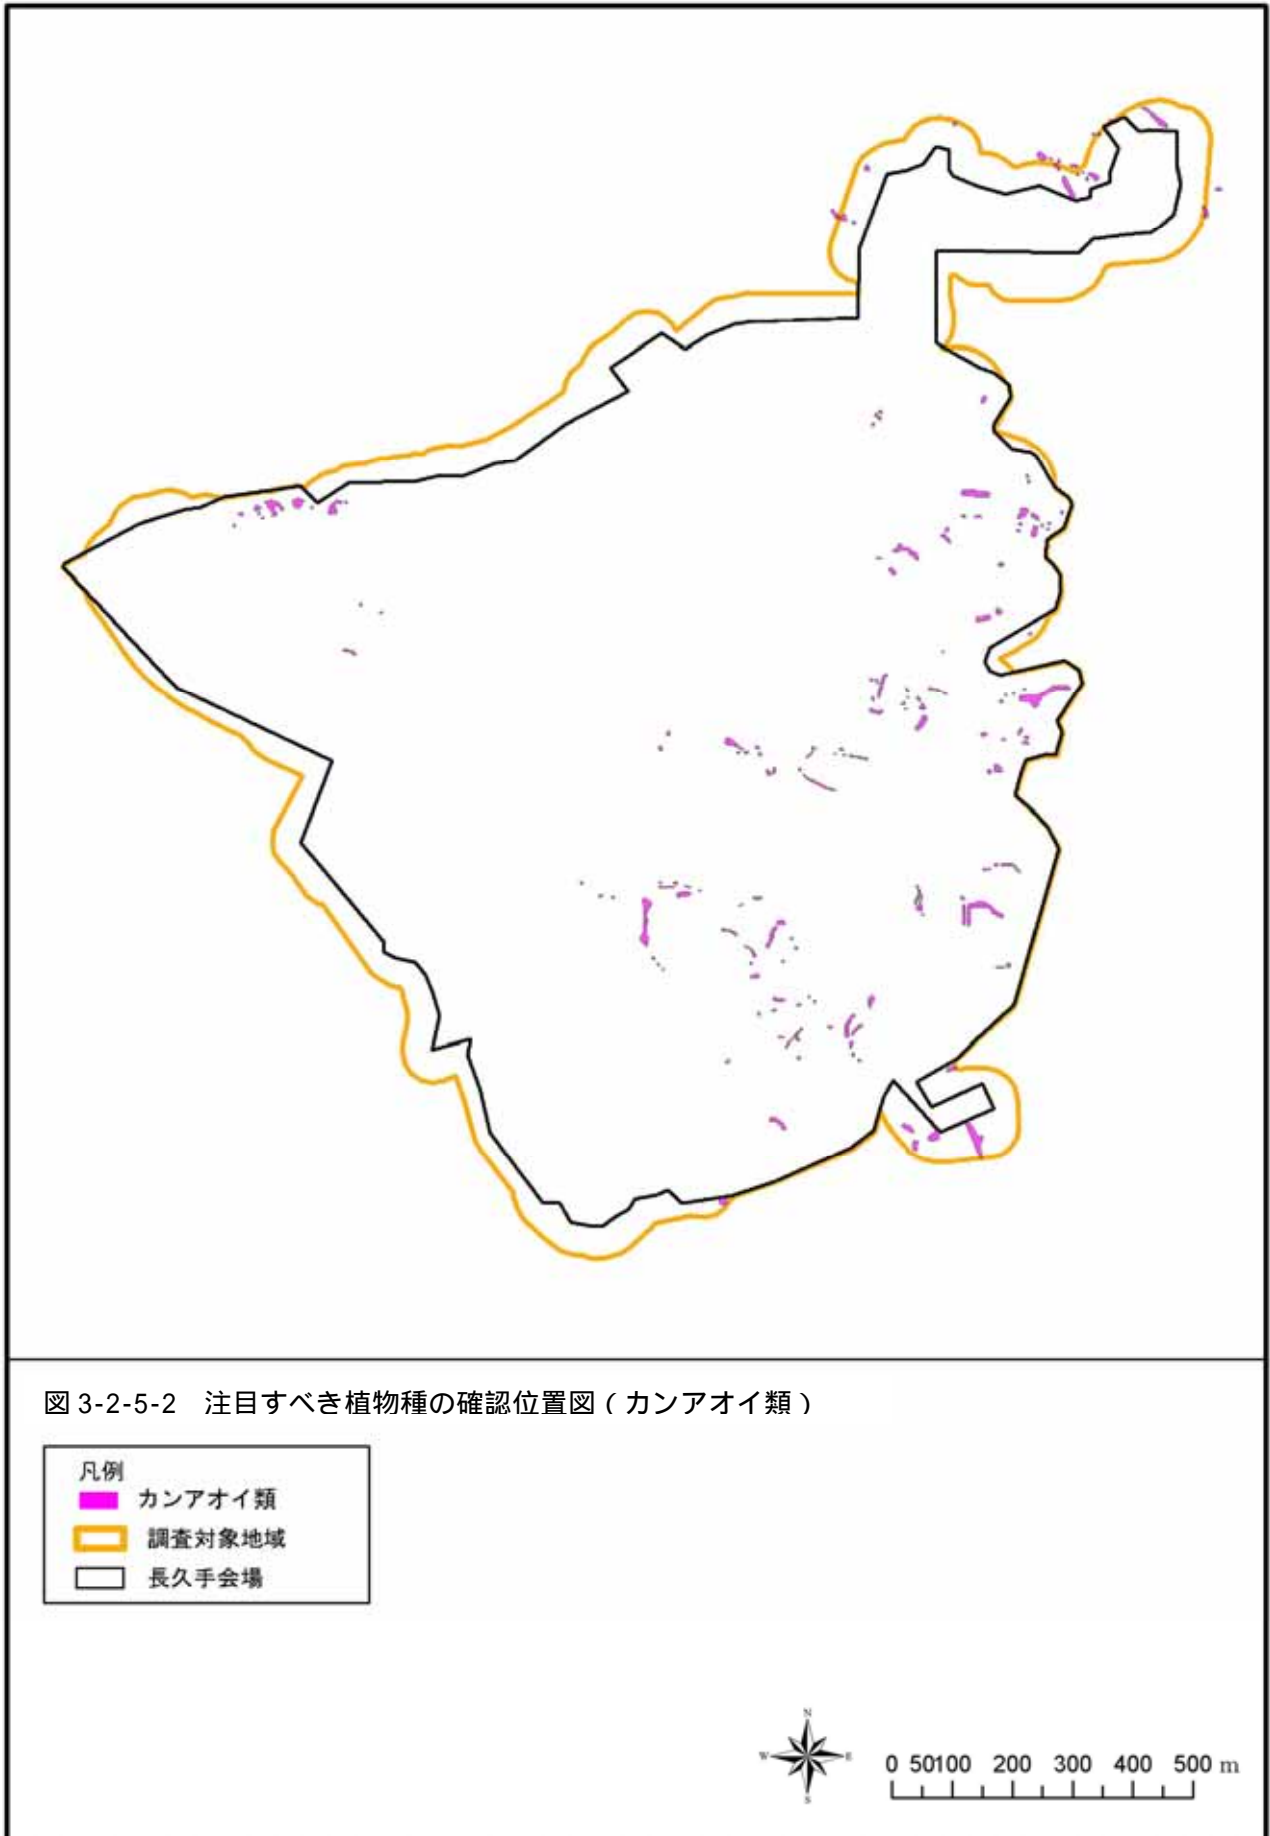 図 3-2-5-2　注目すべき植物種の確認位置図（カンアオイ類）
凡例
カンアオイ類
調査対象地域
長久手会場
N
W E
S
0 50100 200 300 400 500 m